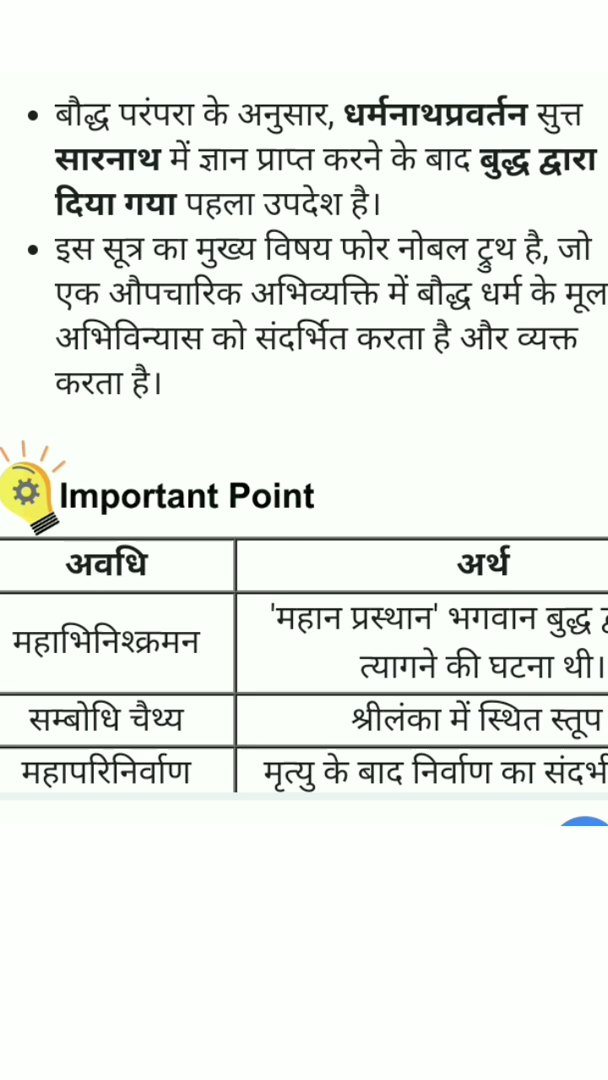 बौद्ध परंपरा के अनुसार, धर्मनाथप्रवर्तन सुत्त
सारनाथ में ज्ञान प्राप्त करने के बाद बुद्ध द्वारा
दिया गया पहला उपदेश है।
इस सूत्र का मुख्य विषय फोर नोबल ट्रुथ है, जो
एक औपचारिक अभिव्यक्ति में बौद्ध धर्म के मूल
अभिविन्यास को संदर्भित करता है और व्यक्त
करता है।
Important Point
अवधि अर्थ
महाभिनिश्क्रमन 'महान प्रस्थान' भगवान बुद्ध
त्यागने की घटना थी।
सम्बोधि चैथ्य श्रीलंका में स्थित स्तूप
महापरिनिर्वाण मृत्यु के बाद निर्वाण का